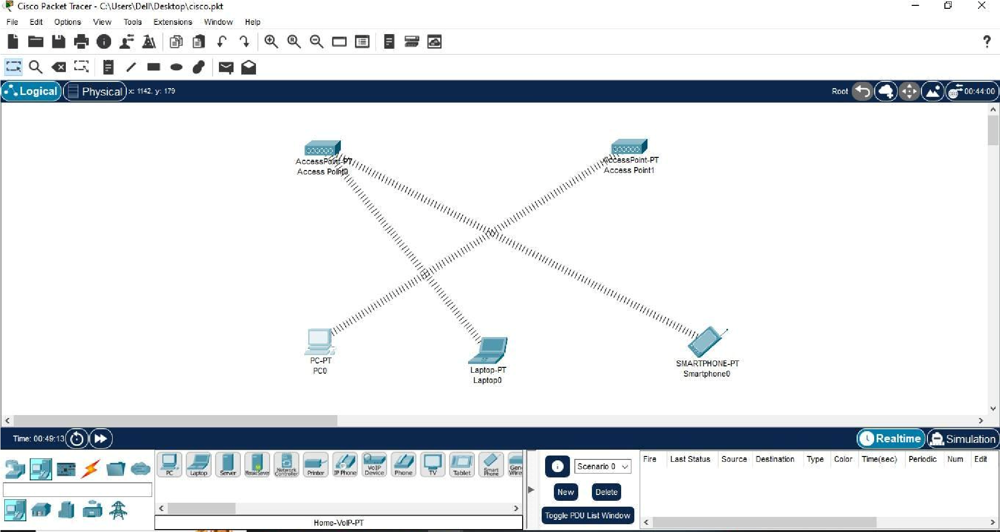 Cisco Packet Tracer - C:\Users\Dell\Desktop\cisco.pkt
File Edit Options View Tools Extensions Window Help
Logical Physical x: 1142, y: 179 Root 00:44:00
AccessPoint-PT
Access Point0
AccessPoint-PT
Access Point1
PC-PT
PC0
Laptop-PT
Laptop0
SMARTPHONE-PT
Smartphone0
Time: 00:49:13 Realtime Simulation
PC Laptop Server MerakiServer Network Controller Printer IP Phone VoIP Device Phone TV Tablet Smart Phone Gen Wire
Home-VoIP-PT
Scenario 0
New Delete
Toggle PDU List Window
Fire Last Status Source Destination Type Color Time(sec) Periodic Num Edit